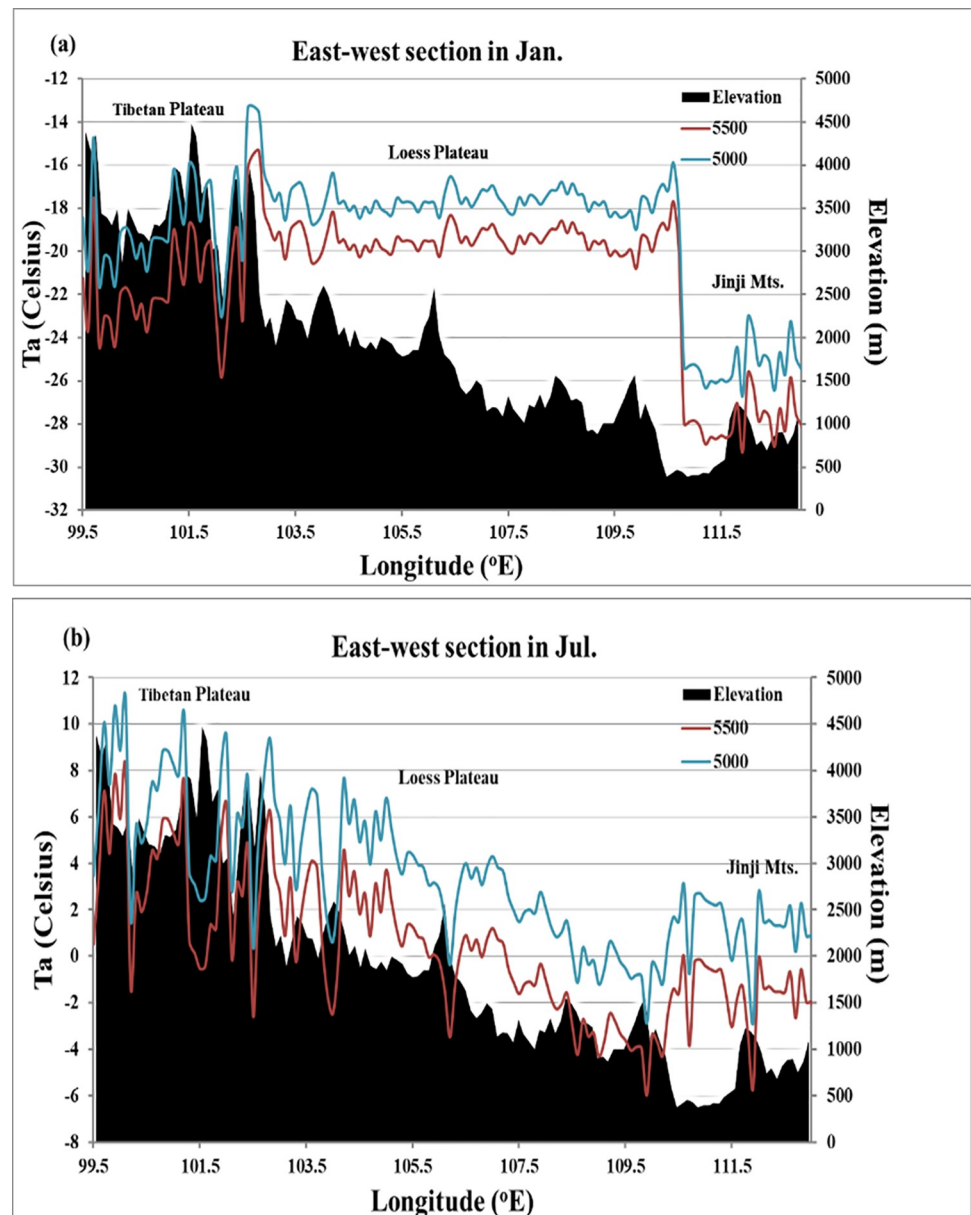 (a)
East-west section in Jan.
Tibetan Plateau
Loess Plateau
Jinji Mts.
Elevation
5500
5000
Ta (Celsius)
-12
-14
-16
-18
-20
-22
-24
-26
-28
-30
-32
5000
4500
4000
3500
3000
2500
2000
1500
1000
500
0
Elevation (m)
99.5 101.5 103.5 105.5 107.5 109.5 111.5
Longitude (°E)
(b)
East-west section in Jul.
Tibetan Plateau
Loess Plateau
Jinji Mts.
Elevation
5500
5000
Ta (Celsius)
12
10
8
6
4
2
0
-2
-4
-6
-8
5000
4500
4000
3500
3000
2500
2000
1500
1000
500
0
Elevation (m)
99.5 101.5 103.5 105.5 107.5 109.5 111.5
Longitude (°E)